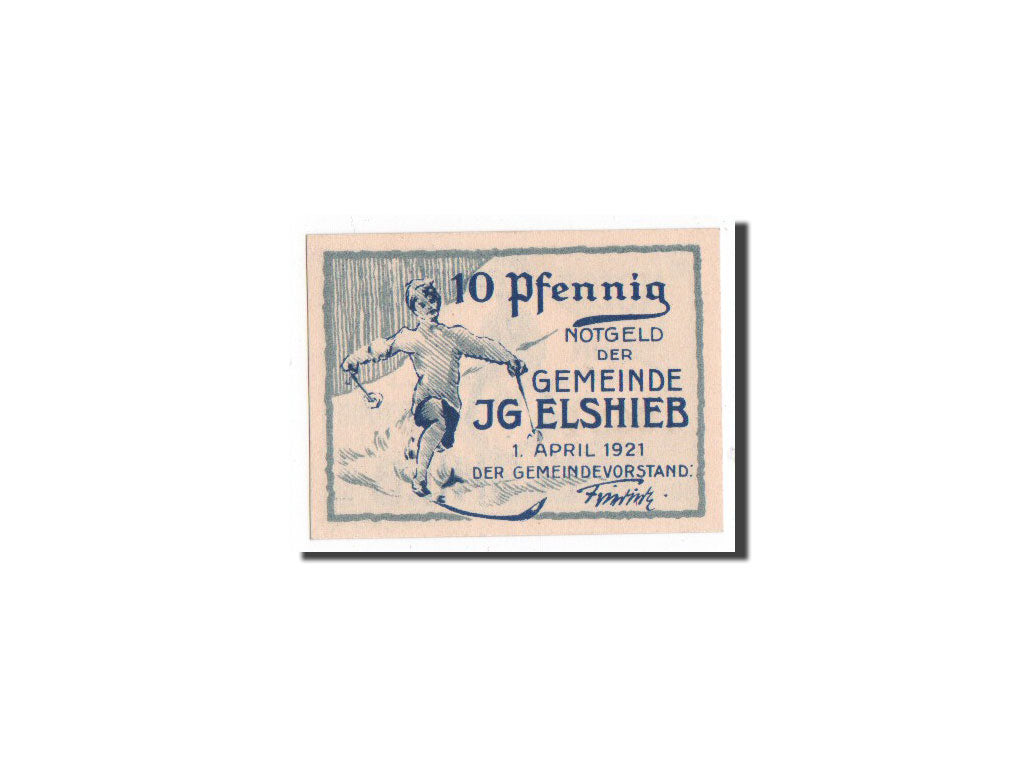 10 Pfennig
NOTGELD
DER
GEMEINDE
JGELSHIEB
1. APRIL 1921
DER GEMEINDEVORSTAND: